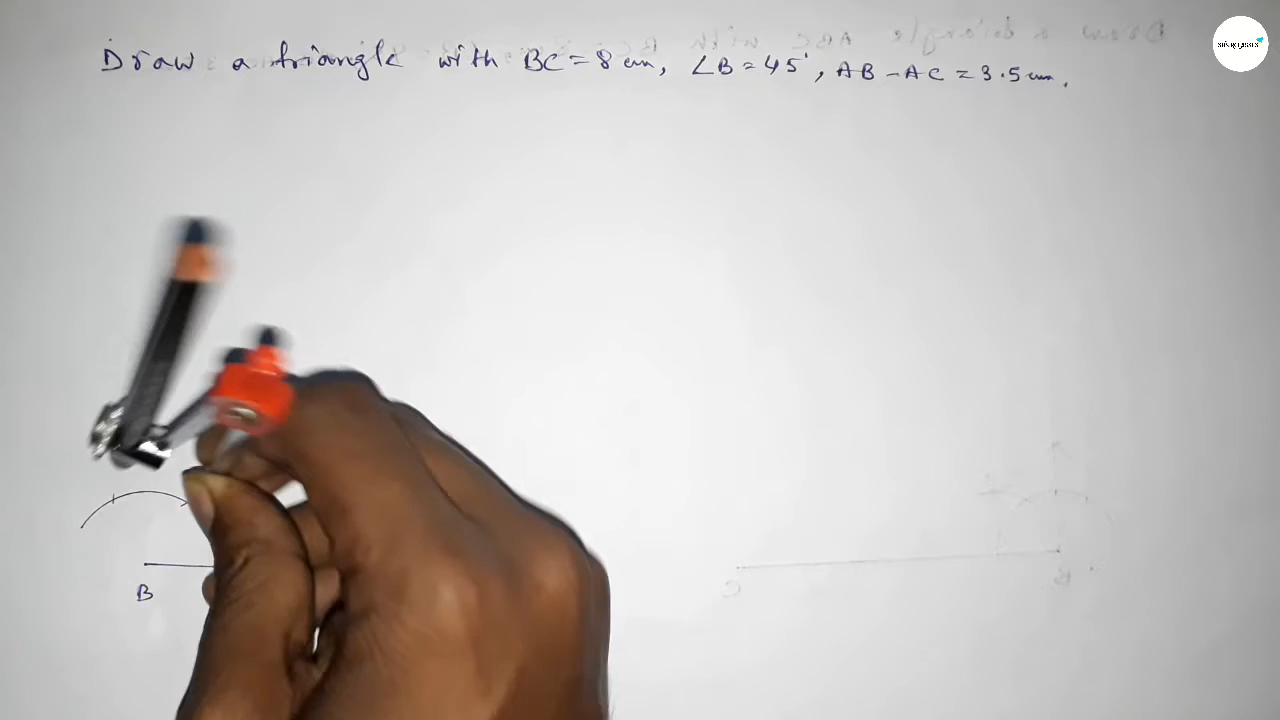 Draw a triangle with BC = 8 cm, ∠B = 45°, AB - AC = 3.5 cm.
B